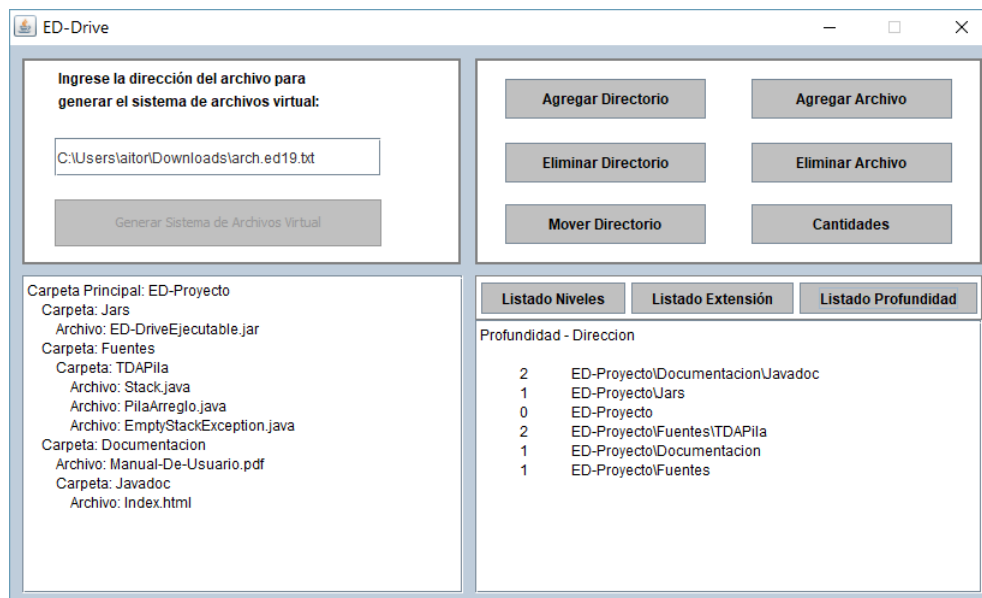 ED-Drive
Ingrese la dirección del archivo para
generar el sistema de archivos virtual:
C:\Users\aitor\Downloads\arch.ed19.txt
Generar Sistema de Archivos Virtual
Agregar Directorio
Agregar Archivo
Eliminar Directorio
Eliminar Archivo
Mover Directorio
Cantidades
Carpeta Principal: ED-Proyecto
Carpeta: Jars
Archivo: ED-DriveEjecutable.jar
Carpeta: Fuentes
Carpeta: TDAPila
Archivo: Stack.java
Archivo: PilaArreglo.java
Archivo: EmptyStackException.java
Carpeta: Documentacion
Archivo: Manual-De-Usuario.pdf
Carpeta: Javadoc
Archivo: Index.html
Listado Niveles
Listado Extensión
Listado Profundidad
Profundidad - Direccion
2 ED-Proyecto\Documentacion\Javadoc
1 ED-Proyecto\Jars
0 ED-Proyecto
2 ED-Proyecto\Fuentes\TDAPila
1 ED-Proyecto\Documentacion
1 ED-Proyecto\Fuentes